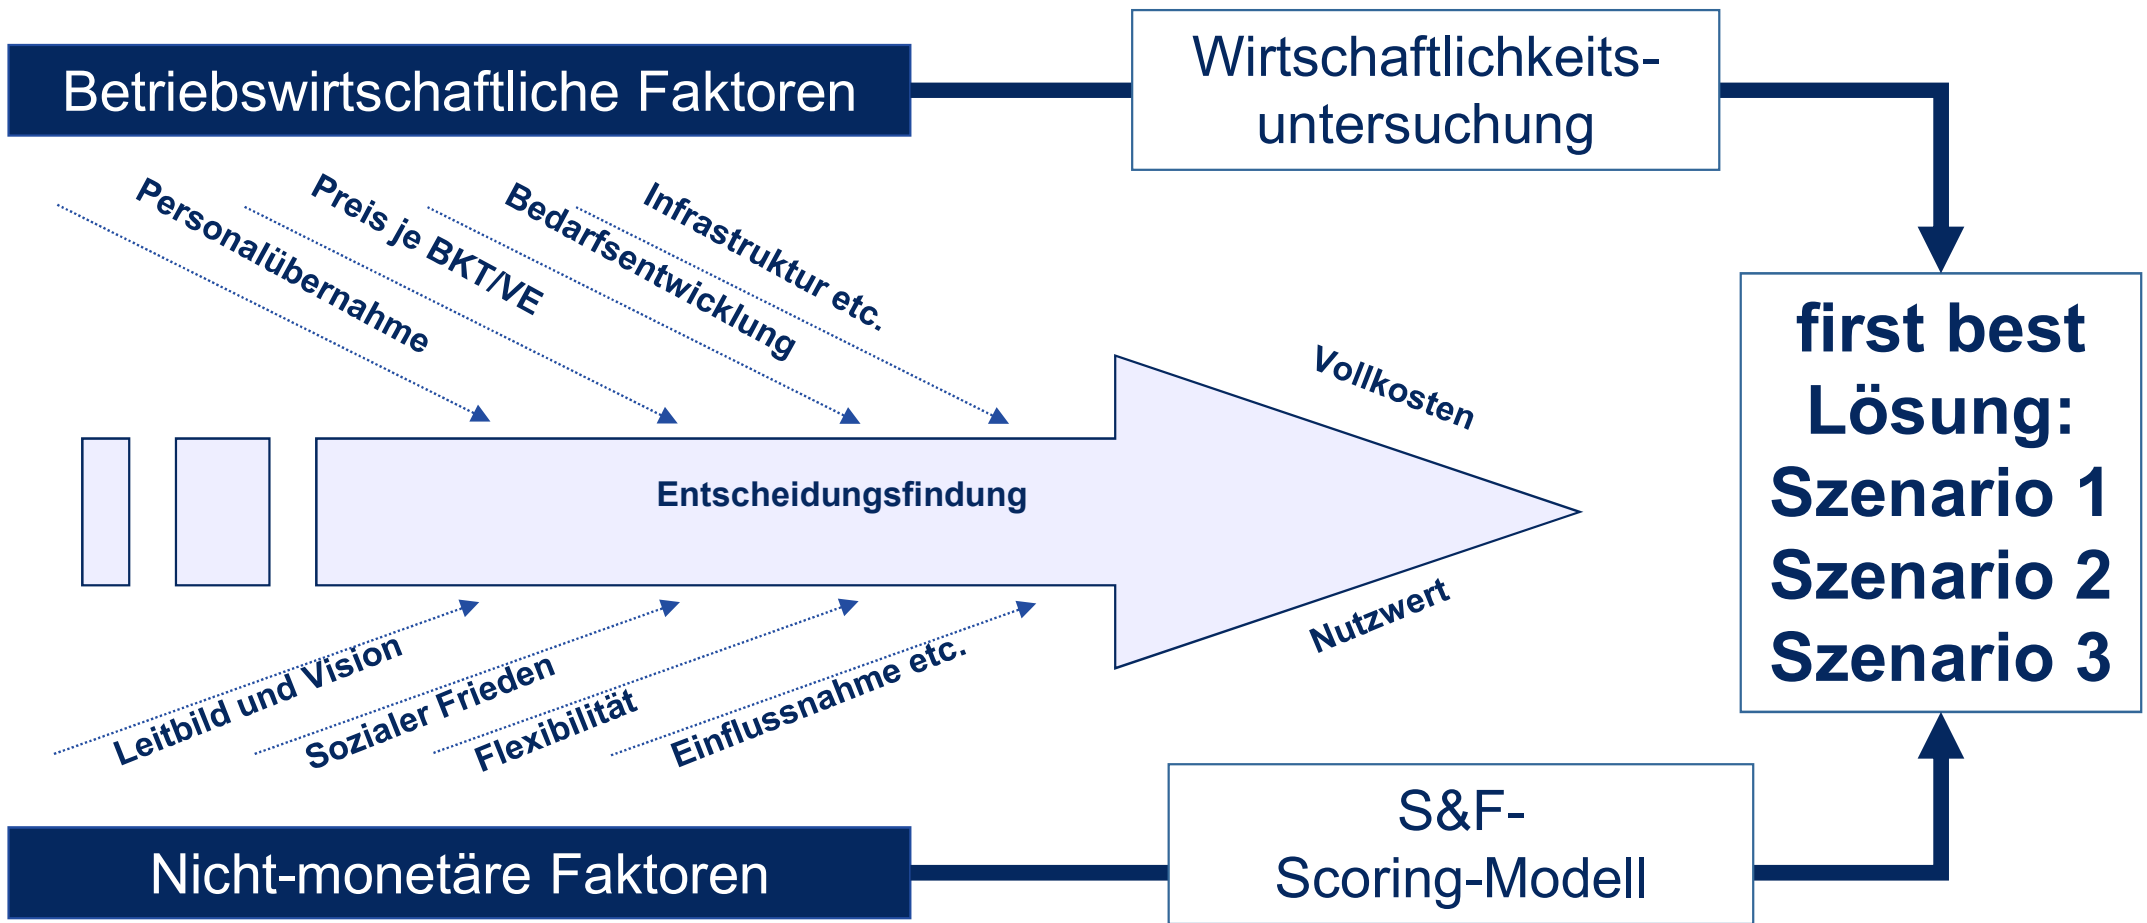 Betriebswirtschaftliche Faktoren
Wirtschaftlichkeits-
untersuchung
Personalübernahme
Preis je BKT/VE
Bedarfsentwicklung
Infrastruktur etc.
Vollkosten
Entscheidungsfindung
Nutzwert
first best
Lösung:
Szenario 1
Szenario 2
Szenario 3
Leitbild und Vision
Sozialer Frieden
Flexibilität
Einflussnahme etc.
Nicht-monetäre Faktoren
S&F-
Scoring-Modell